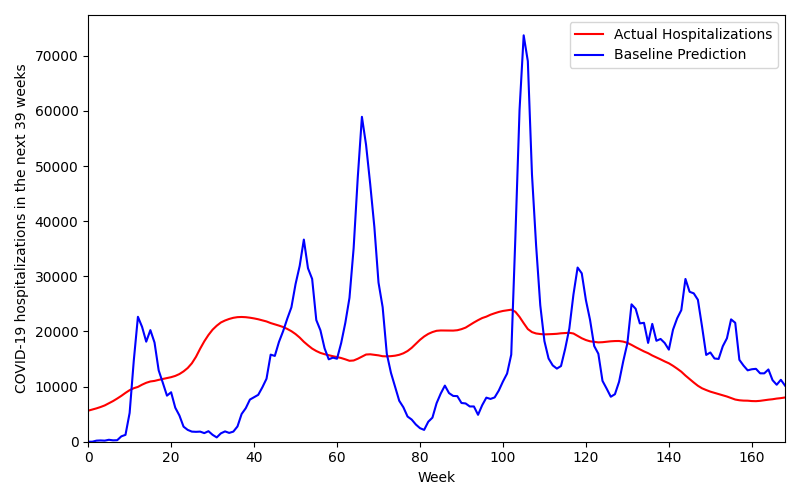 Actual Hospitalizations
Baseline Prediction
COVID-19 hospitalizations in the next 39 weeks
70000
60000
50000
40000
30000
20000
10000
0
0 20 40 60 80 100 120 140 160
Week